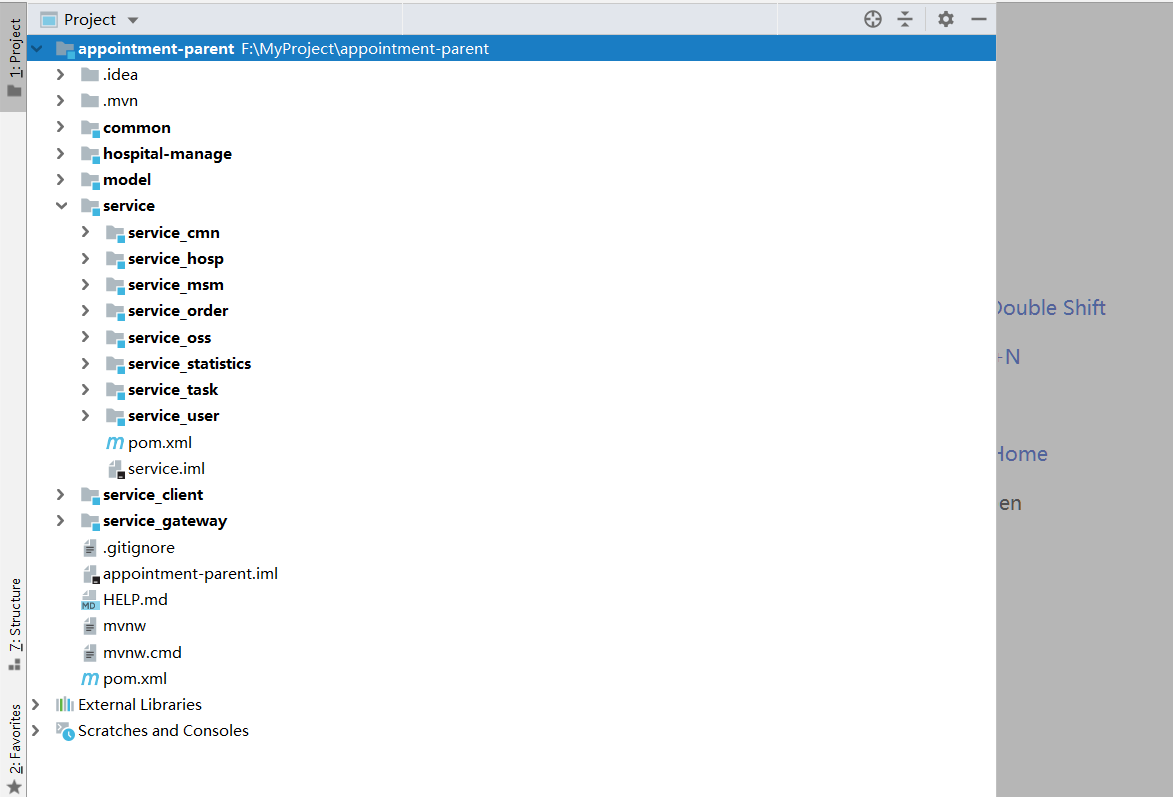 Project
1: Project
appointment-parent F:\MyProject\appointment-parent
.idea
.mvn
common
hospital-manage
model
service
service_cmn
service_hosp
service_msm
service_order
service_oss
service_statistics
service_task
service_user
pom.xml
service.iml
service_client
service_gateway
.gitignore
appointment-parent.iml
HELP.md
mvnw
mvnw.cmd
pom.xml
External Libraries
Scratches and Consoles
7: Structure
2: Favorites
Double Shift
+N
Home
en